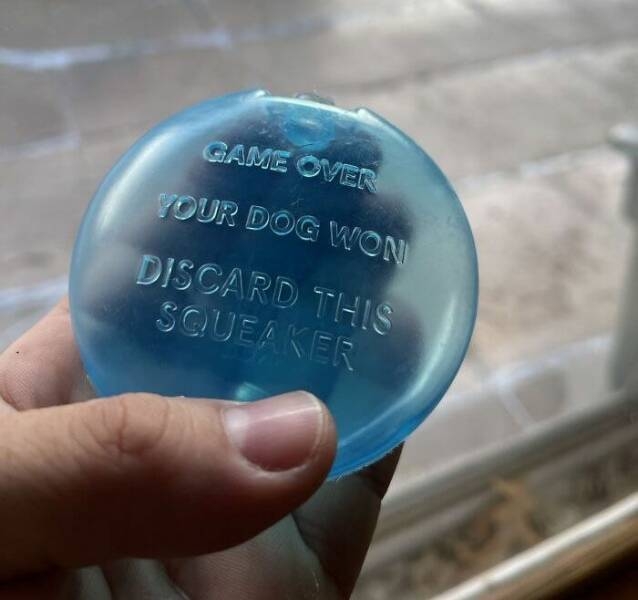 GAME OVER
YOUR DOG WON
DISCARD THIS
SQUEAKER